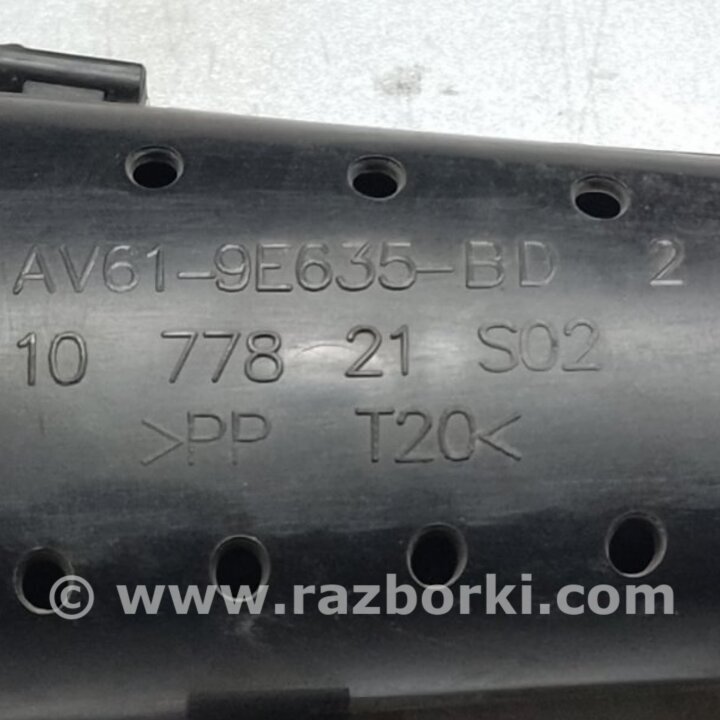 AV61-9E635-BD 2
10 778 21 S02
>PP T20<
© www.razborki.com